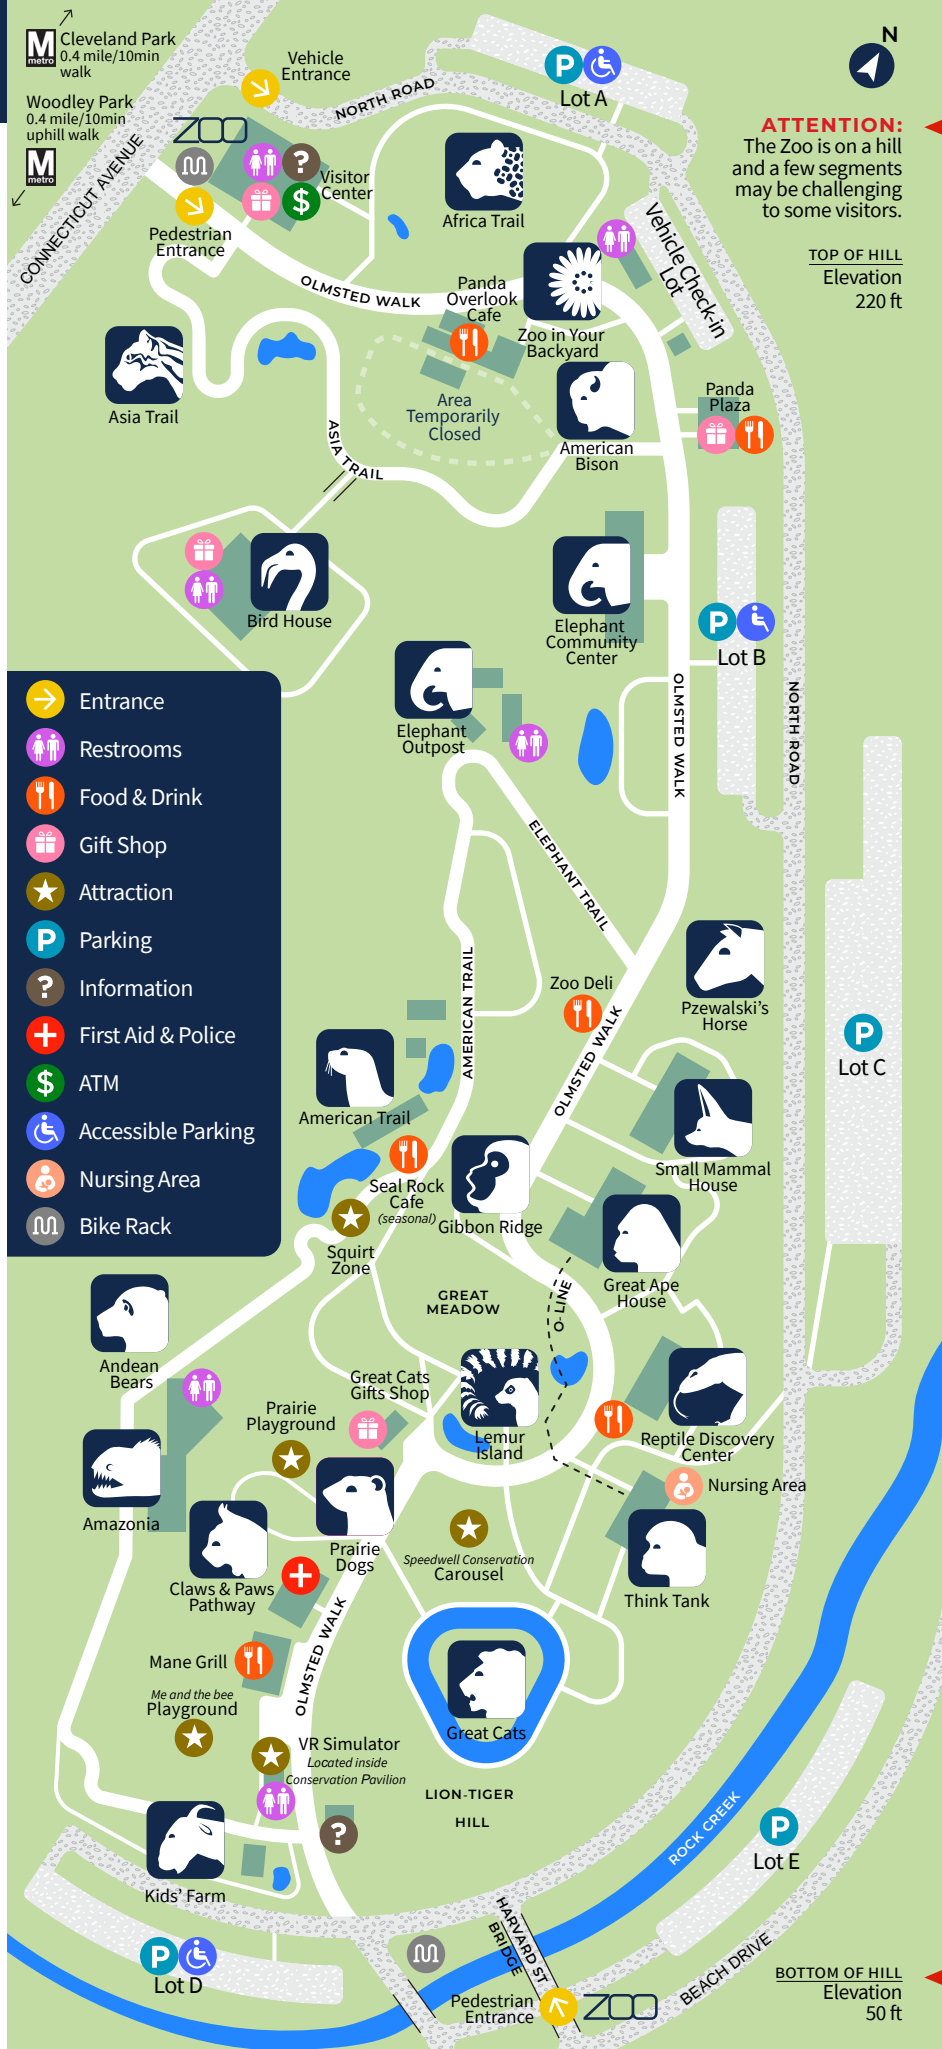 Cleveland Park
0.4 mile/10min
walk
M
metro
Woodley Park
0.4 mile/10min
uphill walk
M
metro
CONNECTICUT AVENUE
Vehicle
Entrance
ZOO
?
$
Visitor
Center
Pedestrian
Entrance
NORTH ROAD
P
Lot A
N
ATTENTION:
The Zoo is on a hill
and a few segments
may be challenging
to some visitors.
TOP OF HILL
Elevation
220 ft
Africa Trail
Vehicle Check-in
Lot
OLMSTED WALK
Panda
Overlook
Cafe
Zoo in Your
Backyard
Asia Trail
Area
Temporarily
Closed
American
Bison
Panda
Plaza
ASIA TRAIL
Bird House
Elephant
Community
Center
P
Lot B
Elephant
Outpost
OLMSTED WALK
NORTH ROAD
Entrance
Restrooms
Food & Drink
Gift Shop
Attraction
P
Parking
?
Information
First Aid & Police
$
ATM
Accessible Parking
Nursing Area
Bike Rack
ELEPHANT TRAIL
AMERICAN TRAIL
Zoo Deli
OLMSTED WALK
Pzewalski's
Horse
P
Lot C
American Trail
Small Mammal
House
Seal Rock
Cafe
(seasonal)
Gibbon Ridge
Squirt
Zone
Great Ape
House
GREAT
MEADOW
O-LINE
Andean
Bears
Great Cats
Gifts Shop
Prairie
Playground
Lemur
Island
Reptile Discovery
Center
Nursing Area
Amazonia
Prairie
Dogs
Speedwell Conservation
Carousel
Claws & Paws
Pathway
Think Tank
OLMSTED WALK
Mane Grill
Me and the bee
Playground
Great Cats
VR Simulator
Located inside
Conservation Pavilion
LION-TIGER
HILL
?
Kids' Farm
ROCK CREEK
P
Lot E
HARVARD ST
BRIDGE
P
Lot D
BEACH DRIVE
Pedestrian
Entrance
ZOO
BOTTOM OF HILL
Elevation
50 ft